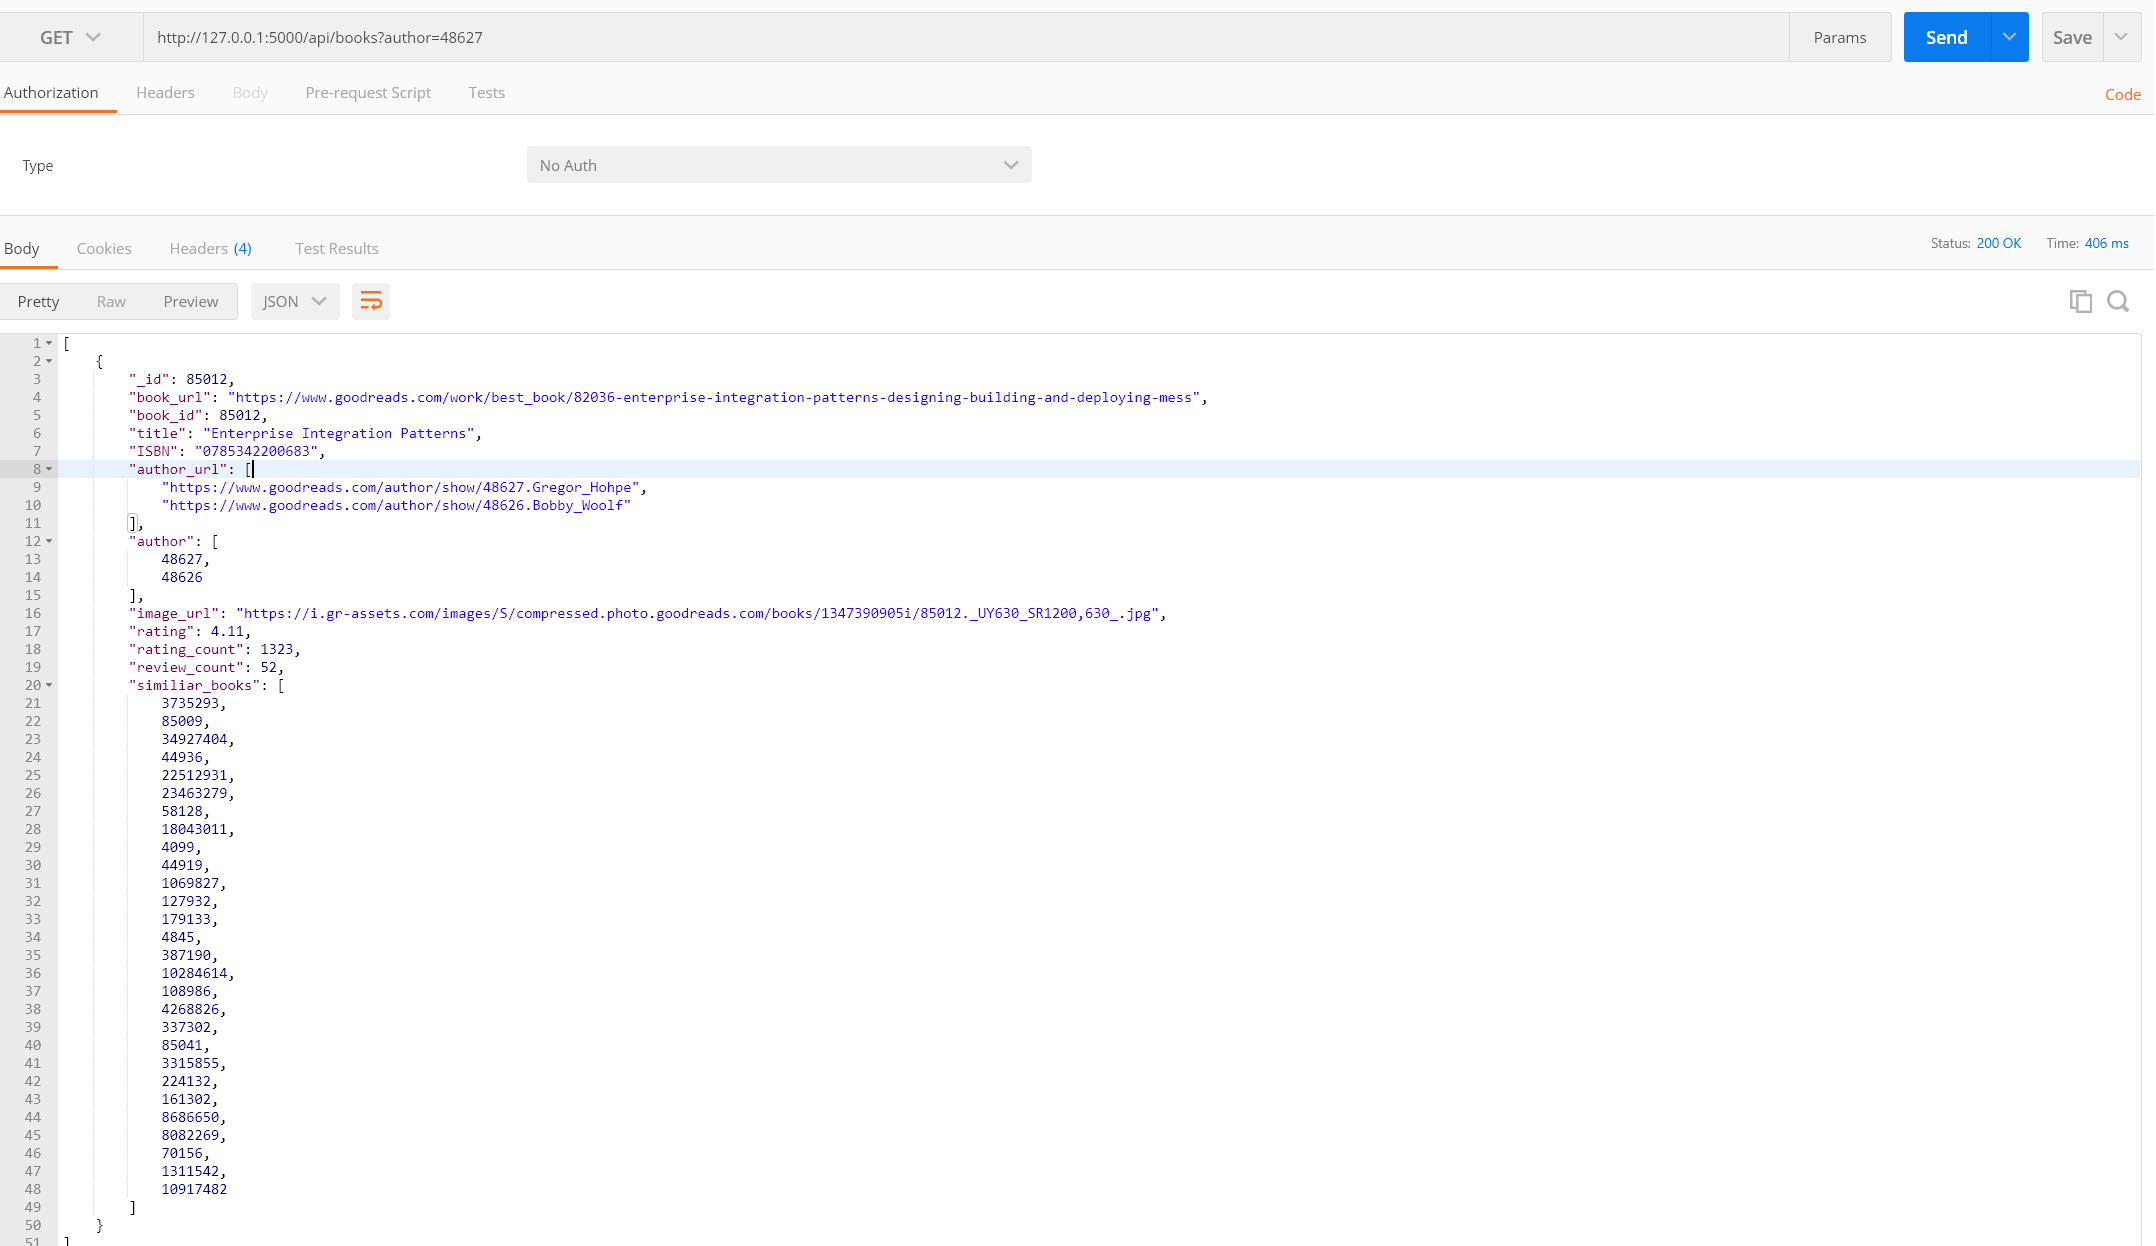 GET http://127.0.0.1:5000/api/books?author=48627 Params Send Save
Authorization Headers Body Pre-request Script Tests Code
Type No Auth
Body Cookies Headers (4) Test Results Status: 200 OK Time: 406 ms
Pretty Raw Preview JSON
1 [
2 {
3 "_id": 85012,
4 "book_url": "https://www.goodreads.com/work/best_book/82036-enterprise-integration-patterns-designing-building-and-deploying-mess",
5 "book_id": 85012,
6 "title": "Enterprise Integration Patterns",
7 "ISBN": "0785342200683",
8 "author_url": [
9 "https://www.goodreads.com/author/show/48627.Gregor_Hohpe",
10 "https://www.goodreads.com/author/show/48626.Bobby_Woolf"
11 ],
12 "author": [
13 48627,
14 48626
15 ],
16 "image_url": "https://i.gr-assets.com/images/S/compressed.photo.goodreads.com/books/1347390905i/85012._UY630_SR1200,630_.jpg",
17 "rating": 4.11,
18 "rating_count": 1323,
19 "review_count": 52,
20 "similiar_books": [
21 3735293,
22 85009,
23 34927404,
24 44936,
25 22512931,
26 23463279,
27 58128,
28 18043011,
29 4099,
30 44919,
31 1069827,
32 127932,
33 179133,
34 4845,
35 387190,
36 10284614,
37 108986,
38 4268826,
39 337302,
40 85041,
41 3315855,
42 224132,
43 161302,
44 8686650,
45 8082269,
46 70156,
47 1311542,
48 10917482
49 ]
50 }
51 ]